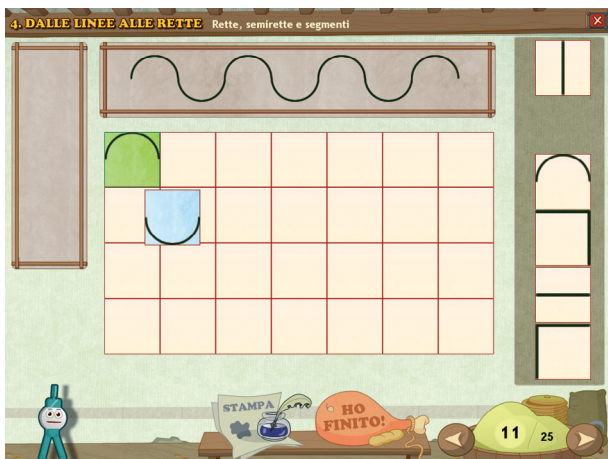 4. DALLE LINEE ALLE RETTE Rette, semirette e segmenti
STAMPA
HO
FINITO!
11 25